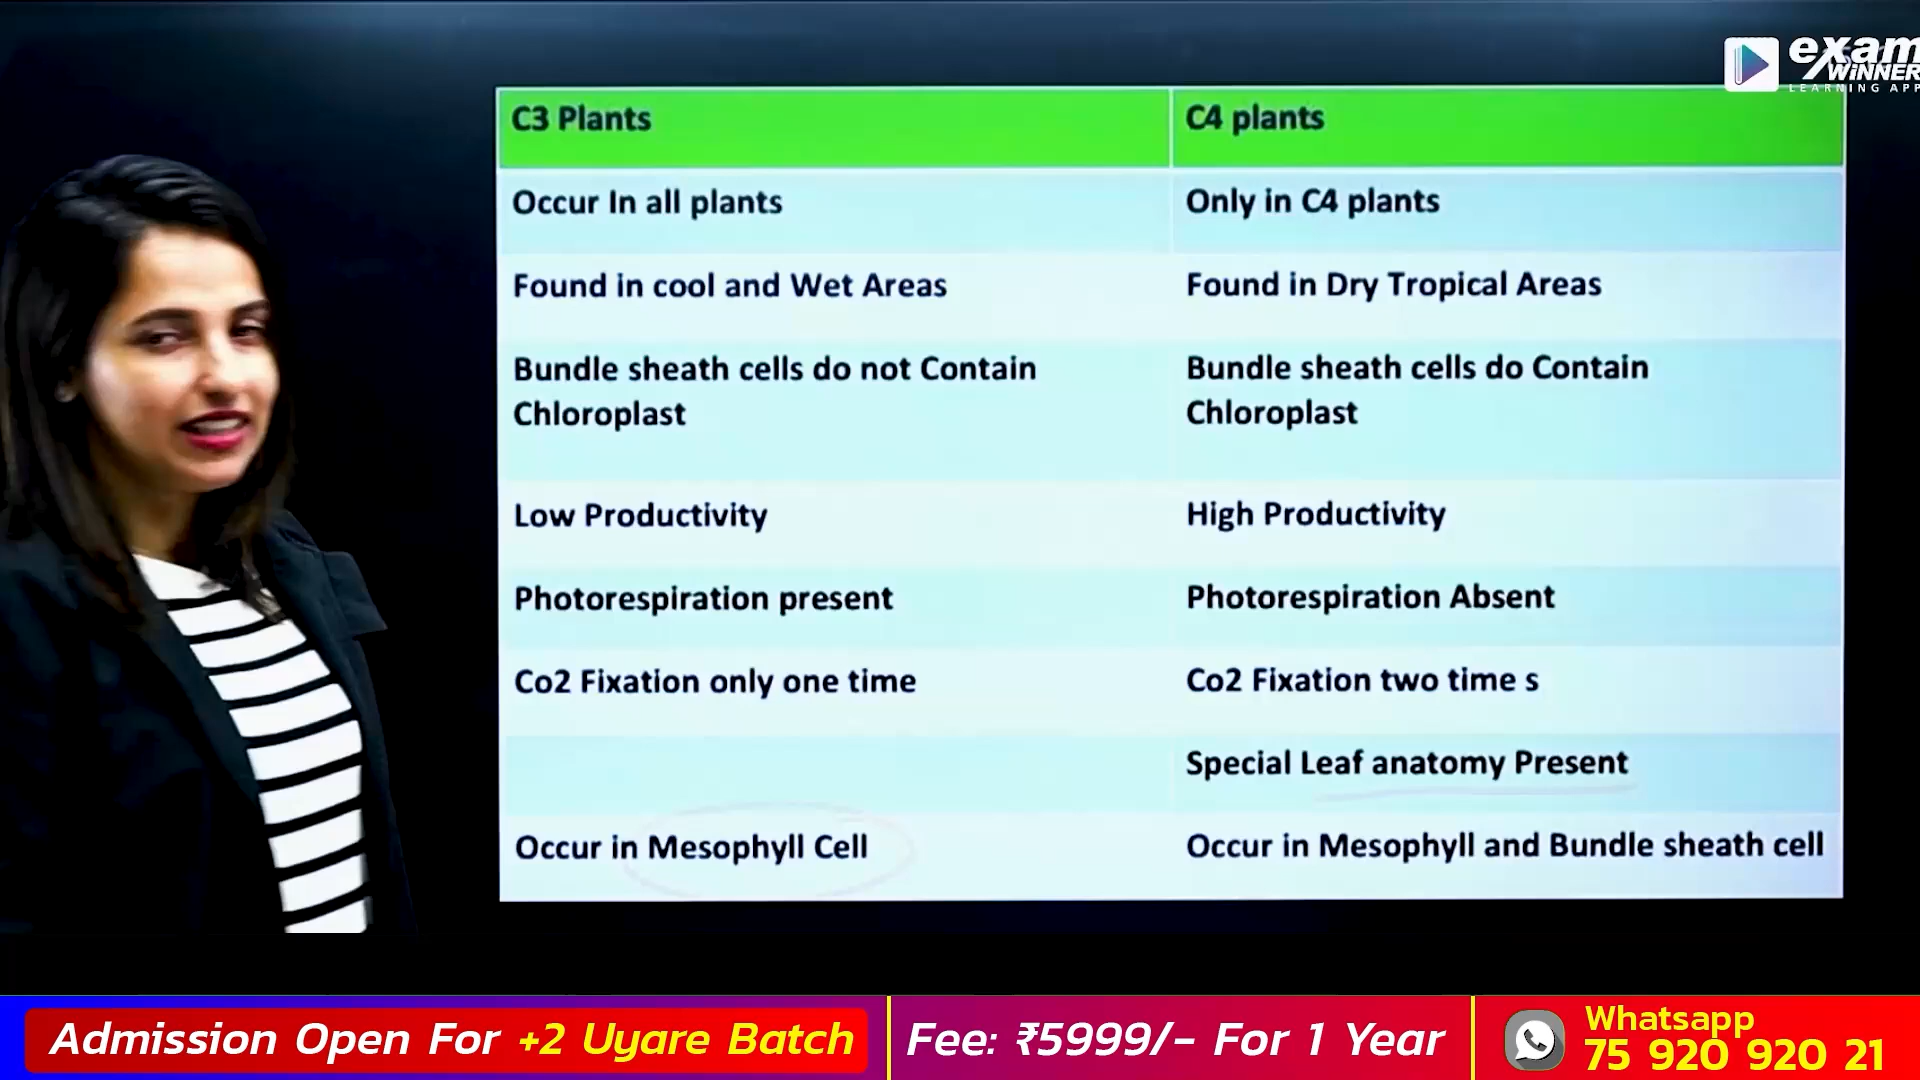 exam
WiNNER
LEARNING APP
C3 Plants
C4 plants
Occur In all plants
Only in C4 plants
Found in cool and Wet Areas
Found in Dry Tropical Areas
Bundle sheath cells do not Contain
Chloroplast
Bundle sheath cells do Contain
Chloroplast
Low Productivity
High Productivity
Photorespiration present
Photorespiration Absent
Co2 Fixation only one time
Co2 Fixation two time s
Special Leaf anatomy Present
Occur in Mesophyll Cell
Occur in Mesophyll and Bundle sheath cell
Admission Open For +2 Uyare Batch
Fee: ₹5999/- For 1 Year
Whatsapp
75 920 920 21